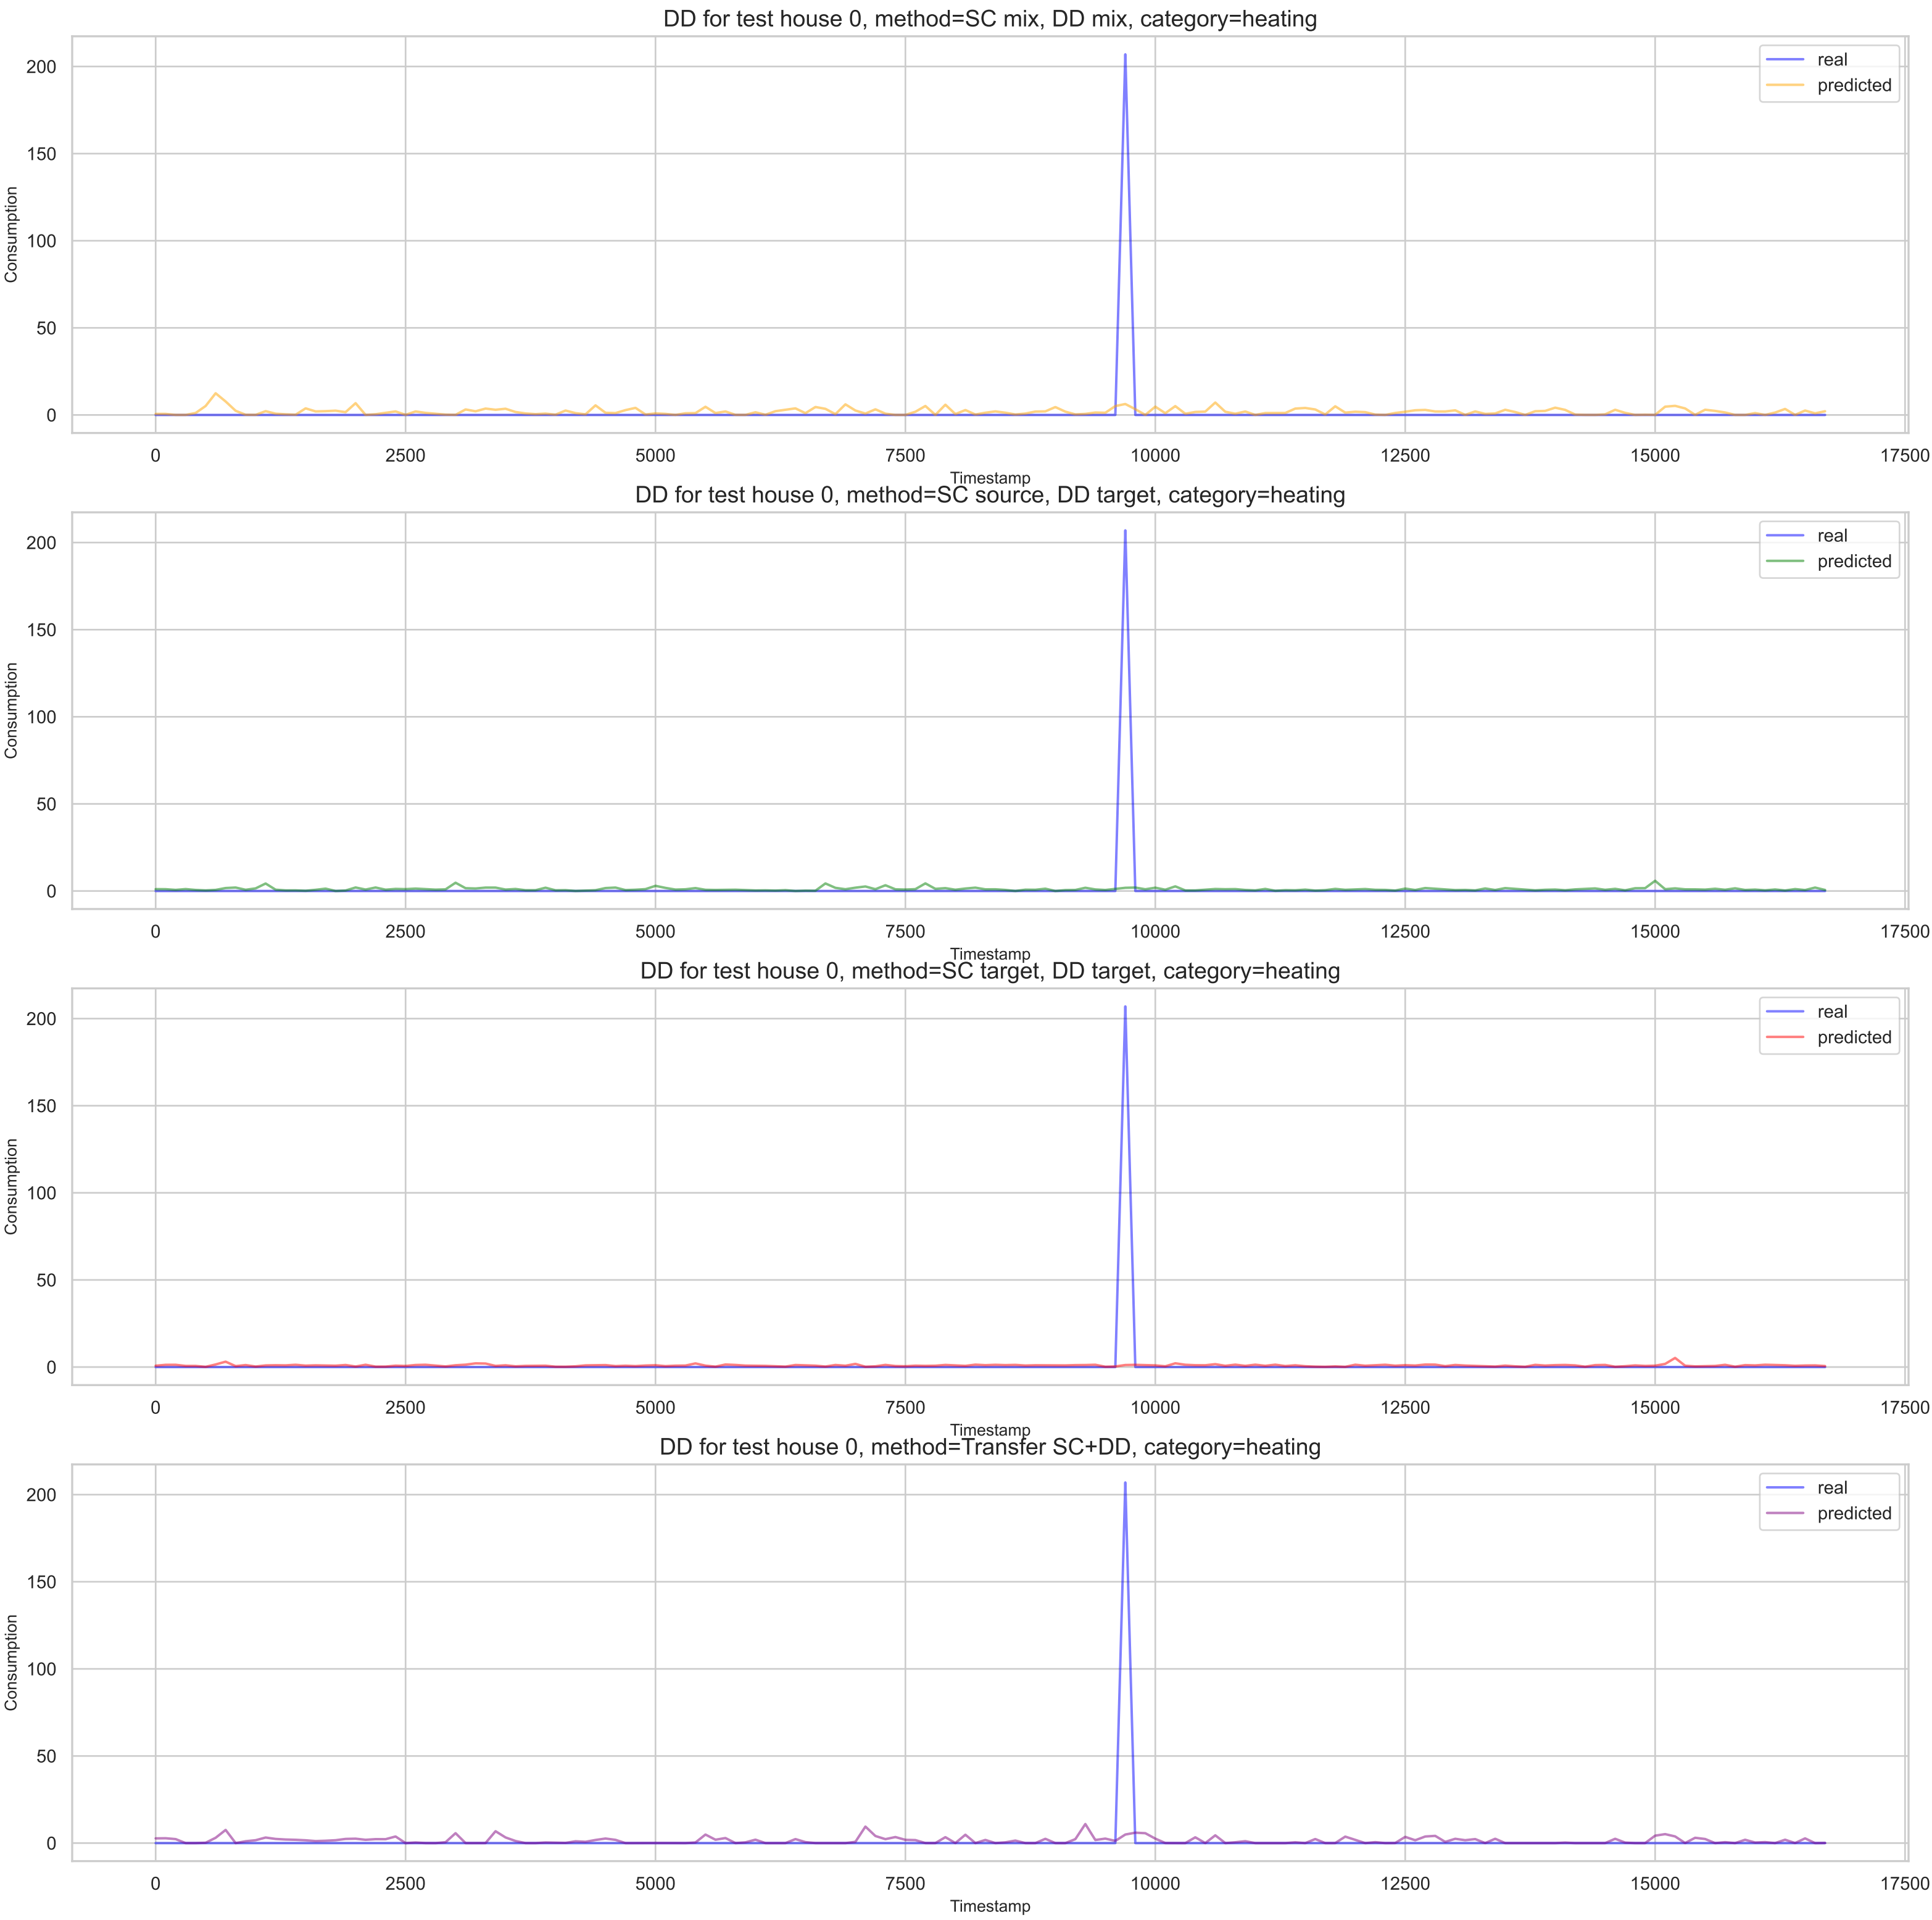 DD for test house 0, method=SC mix, DD mix, category=heating
real
predicted
200
150
100
50
0
Consumption
0 2500 5000 7500 10000 12500 15000 17500
Timestamp
DD for test house 0, method=SC source, DD target, category=heating
real
predicted
200
150
100
50
0
Consumption
0 2500 5000 7500 10000 12500 15000 17500
Timestamp
DD for test house 0, method=SC target, DD target, category=heating
real
predicted
200
150
100
50
0
Consumption
0 2500 5000 7500 10000 12500 15000 17500
Timestamp
DD for test house 0, method=Transfer SC+DD, category=heating
real
predicted
200
150
100
50
0
Consumption
0 2500 5000 7500 10000 12500 15000 17500
Timestamp